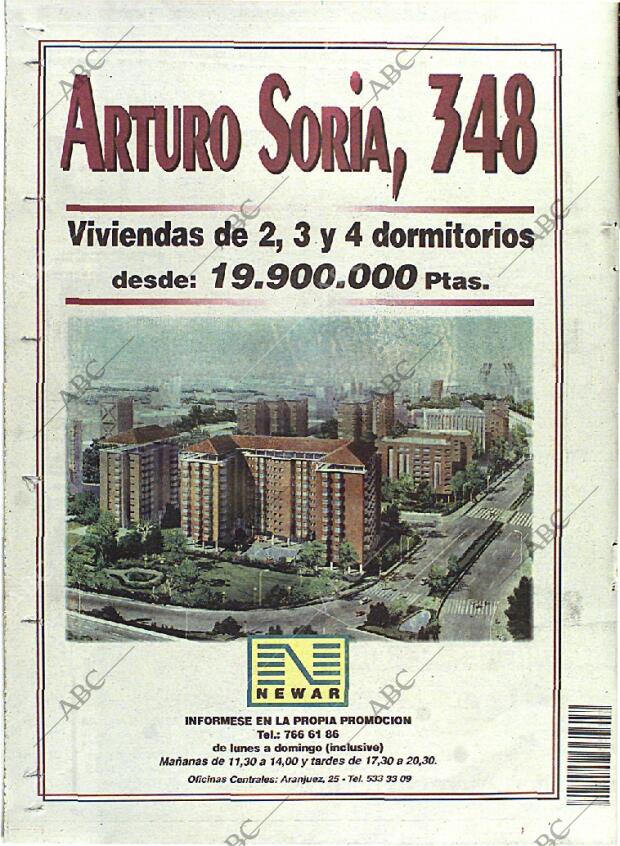 ARTURO SORIA, 348
Viviendas de 2, 3 y 4 dormitorios
desde: 19.900.000 Ptas.
NEWAR
INFORMESE EN LA PROPIA PROMOCION
Tel.: 766 61 86
de lunes a domingo (inclusive)
Mañanas de 11,30 a 14,00 y tardes de 17,30 a 20,30.
Oficinas Centrales: Aranjuez, 25 - Tel. 533 33 09
ABC
ABC
ABC
ABC
ABC
ABC
ABC
ABC
ABC
ABC
ABC